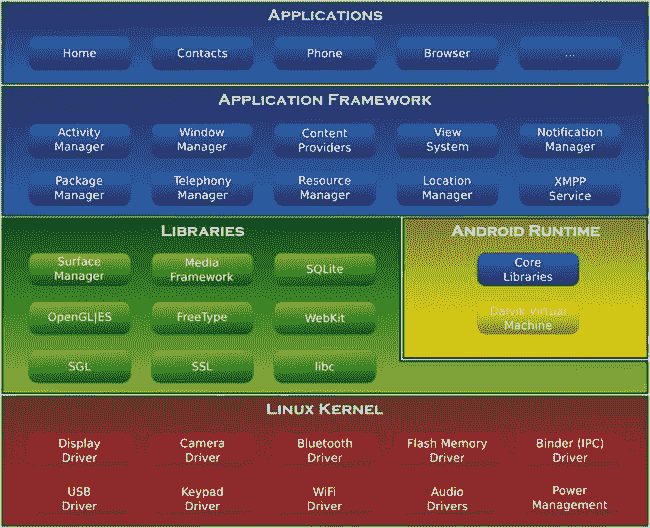 APPLICATIONS
Home
Contacts
Phone
Browser
...
APPLICATION FRAMEWORK
Activity
Manager
Window
Manager
Content
Providers
View
System
Notification
Manager
Package
Manager
Telephony
Manager
Resource
Manager
Location
Manager
XMPP
Service
LIBRARIES
Surface
Manager
Media
Framework
SQLite
OpenGL|ES
FreeType
WebKit
SGL
SSL
libc
ANDROID RUNTIME
Core
Libraries
Dalvik Virtual
Machine
LINUX KERNEL
Display
Driver
Camera
Driver
Bluetooth
Driver
Flash Memory
Driver
Binder (IPC)
Driver
USB
Driver
Keypad
Driver
WiFi
Driver
Audio
Drivers
Power
Management